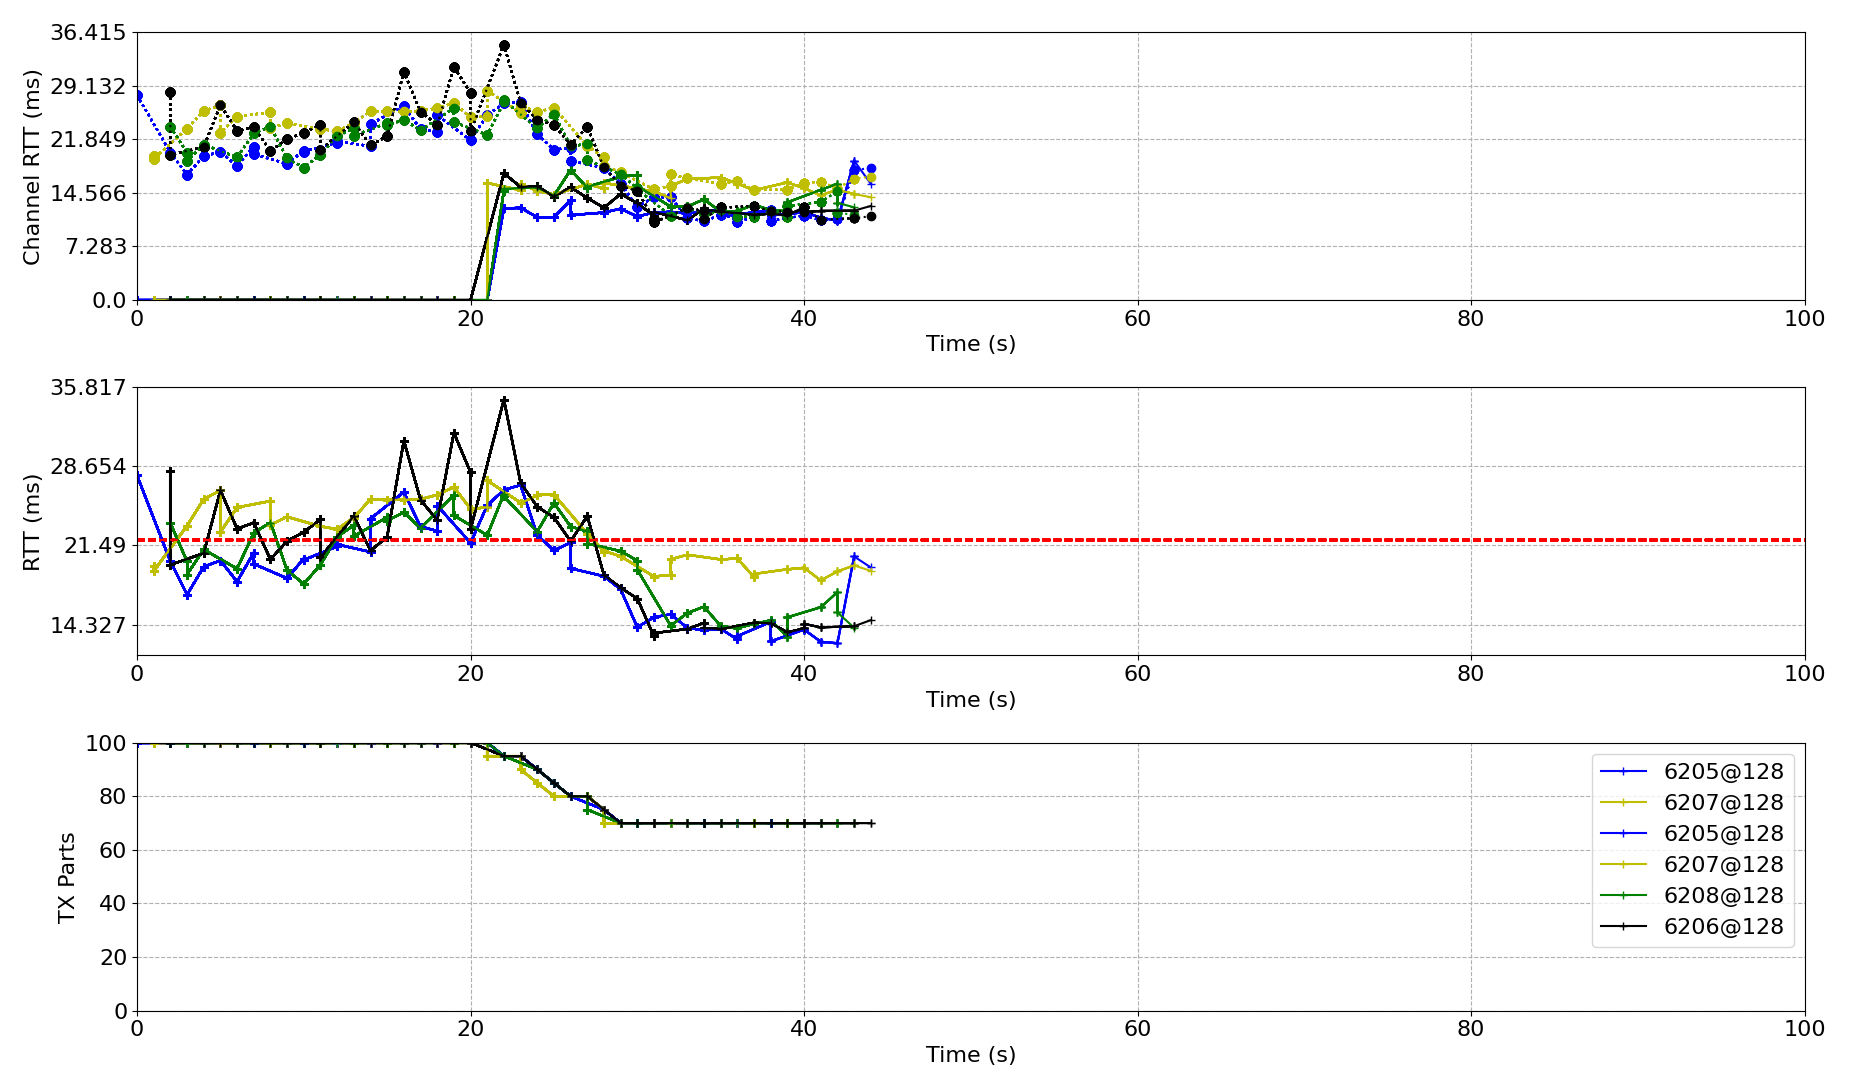 36.415
29.132
21.849
14.566
7.283
0.0
Channel RTT (ms)
0 20 40 60 80 100
Time (s)
35.817
28.654
21.49
14.327
RTT (ms)
0 20 40 60 80 100
Time (s)
100
80
60
40
20
0
TX Parts
6205@128
6207@128
6205@128
6207@128
6208@128
6206@128
0 20 40 60 80 100
Time (s)